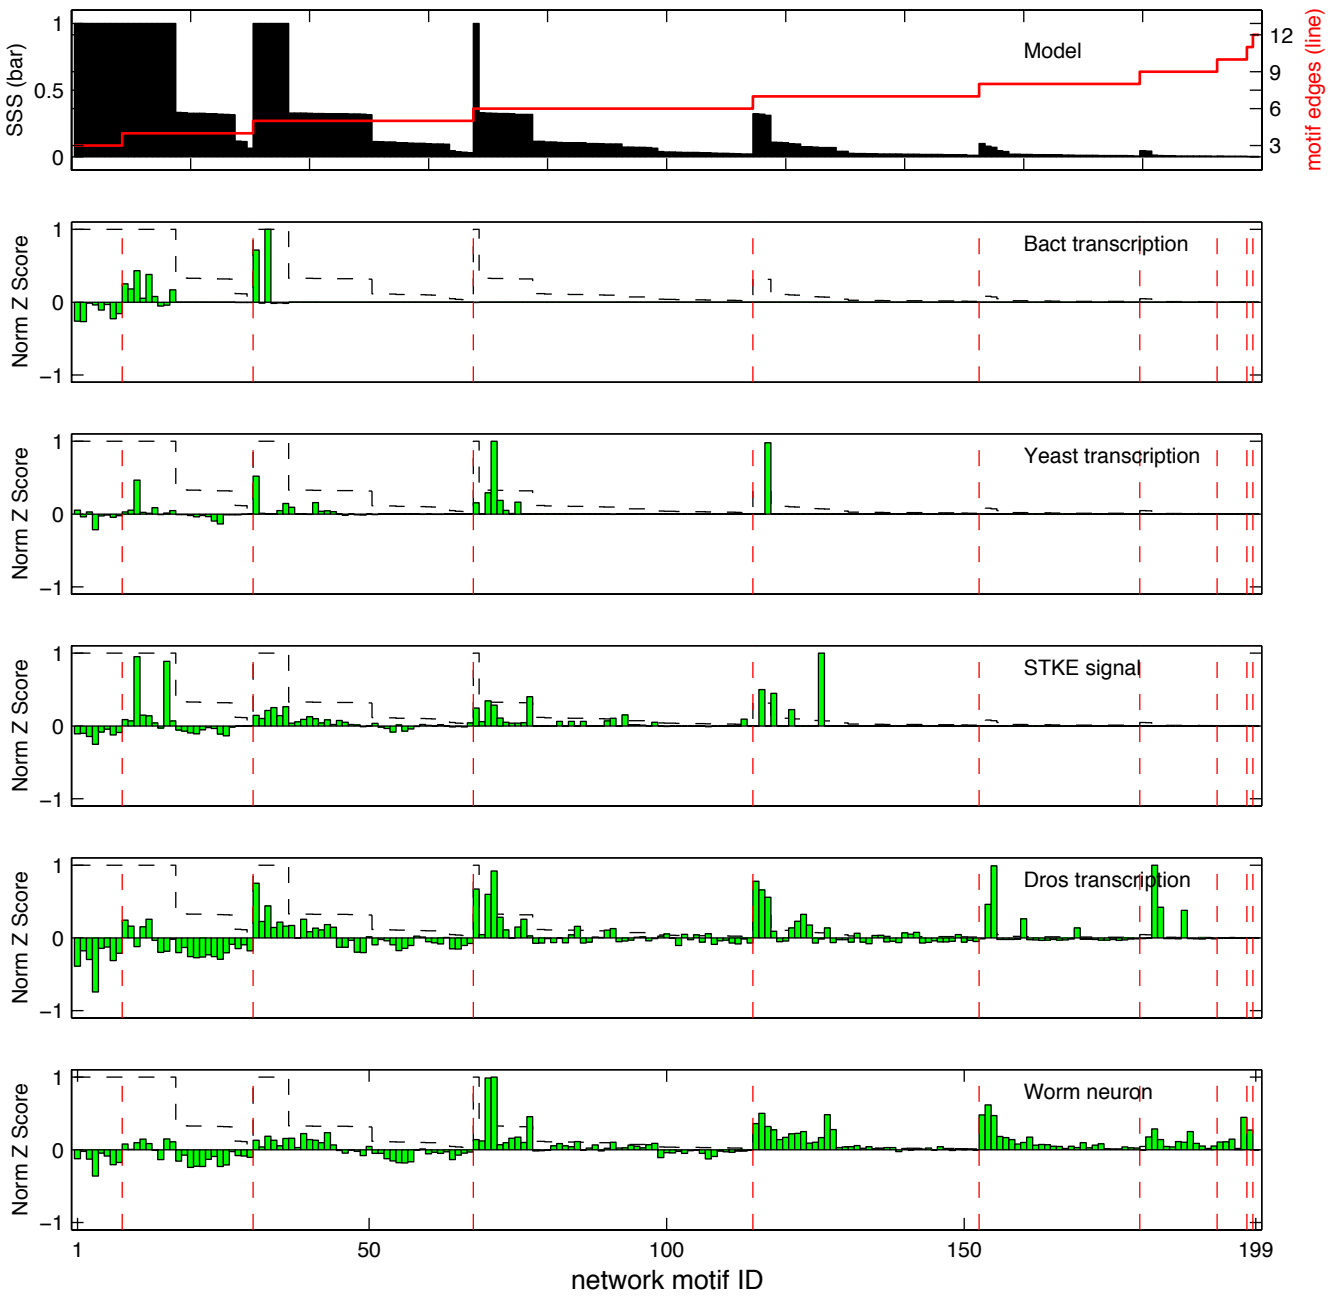 1
0.5
0
SSS (bar)
Model
12
9
6
3
motif edges (line)
1
0
−1
Norm Z Score
Bact transcription
1
0
−1
Norm Z Score
Yeast transcription
1
0
−1
Norm Z Score
STKE signal
1
0
−1
Norm Z Score
Dros transcription
1
0
−1
Norm Z Score
Worm neuron
1 50 100 150 199
network motif ID